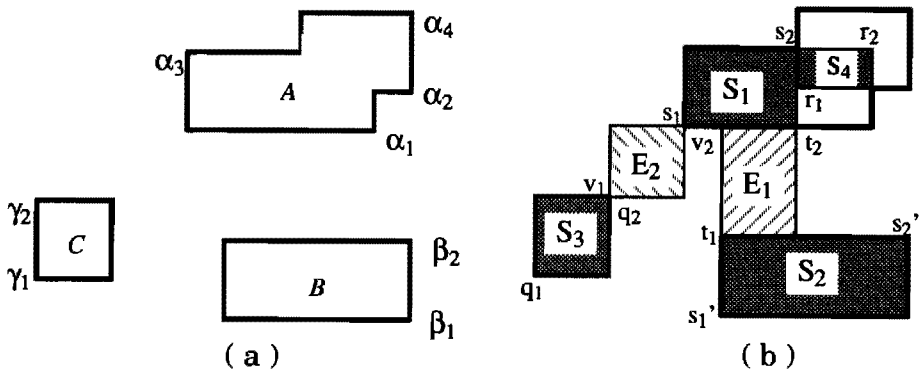 α₄
α₃
A
α₂
α₁
γ₂
C
γ₁
β₂
B
β₁
( a )
s₂
r₂
S₄
S₁
r₁
s₁
v₂
t₂
E₂
E₁
v₁
q₂
S₃
t₁
s₂'
S₂
q₁
s₁'
( b )